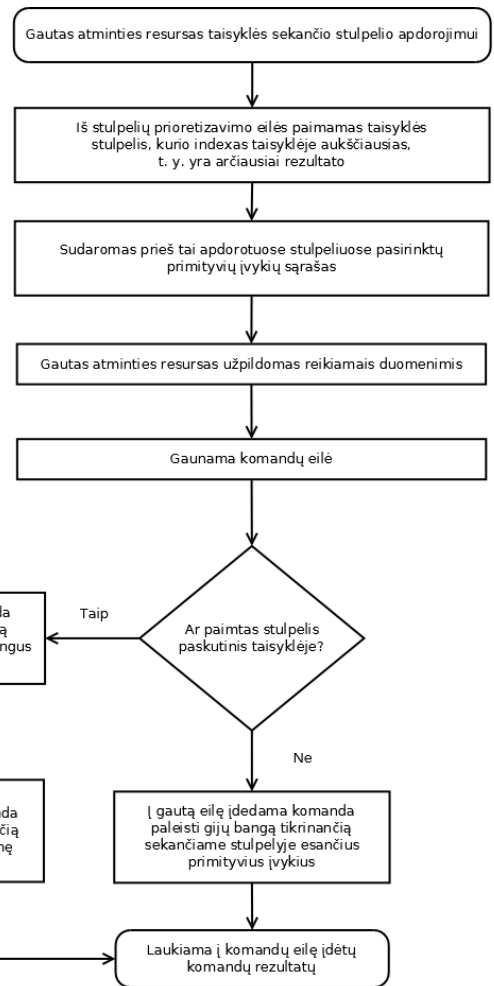 Gautas atminties resursas taisyklės sekančio stulpelio apdorojimui
Iš stulpelių prioretizavimo eilės paimamas taisyklės
stulpelis, kurio indexas taisyklėje aukščiausias,
t. y. yra arčiausiai rezultato
Sudaromas prieš tai apdorotuose stulpeliuose pasirinktų
primityvių įvykių sąrašas
Gautas atminties resursas užpildomas reikiamais duomenimis
Gaunama komandų eilė
Ar paimtas stulpelis
paskutinis taisyklėje?
Taip
Ne
Į gautą eilę įdedama komanda
paleisti gijų bangą tikrinančią
sekančiame stulpelyje esančius
primityvius įvykius
Laukiama į komandų eilę įdėtų
komandų rezultatų